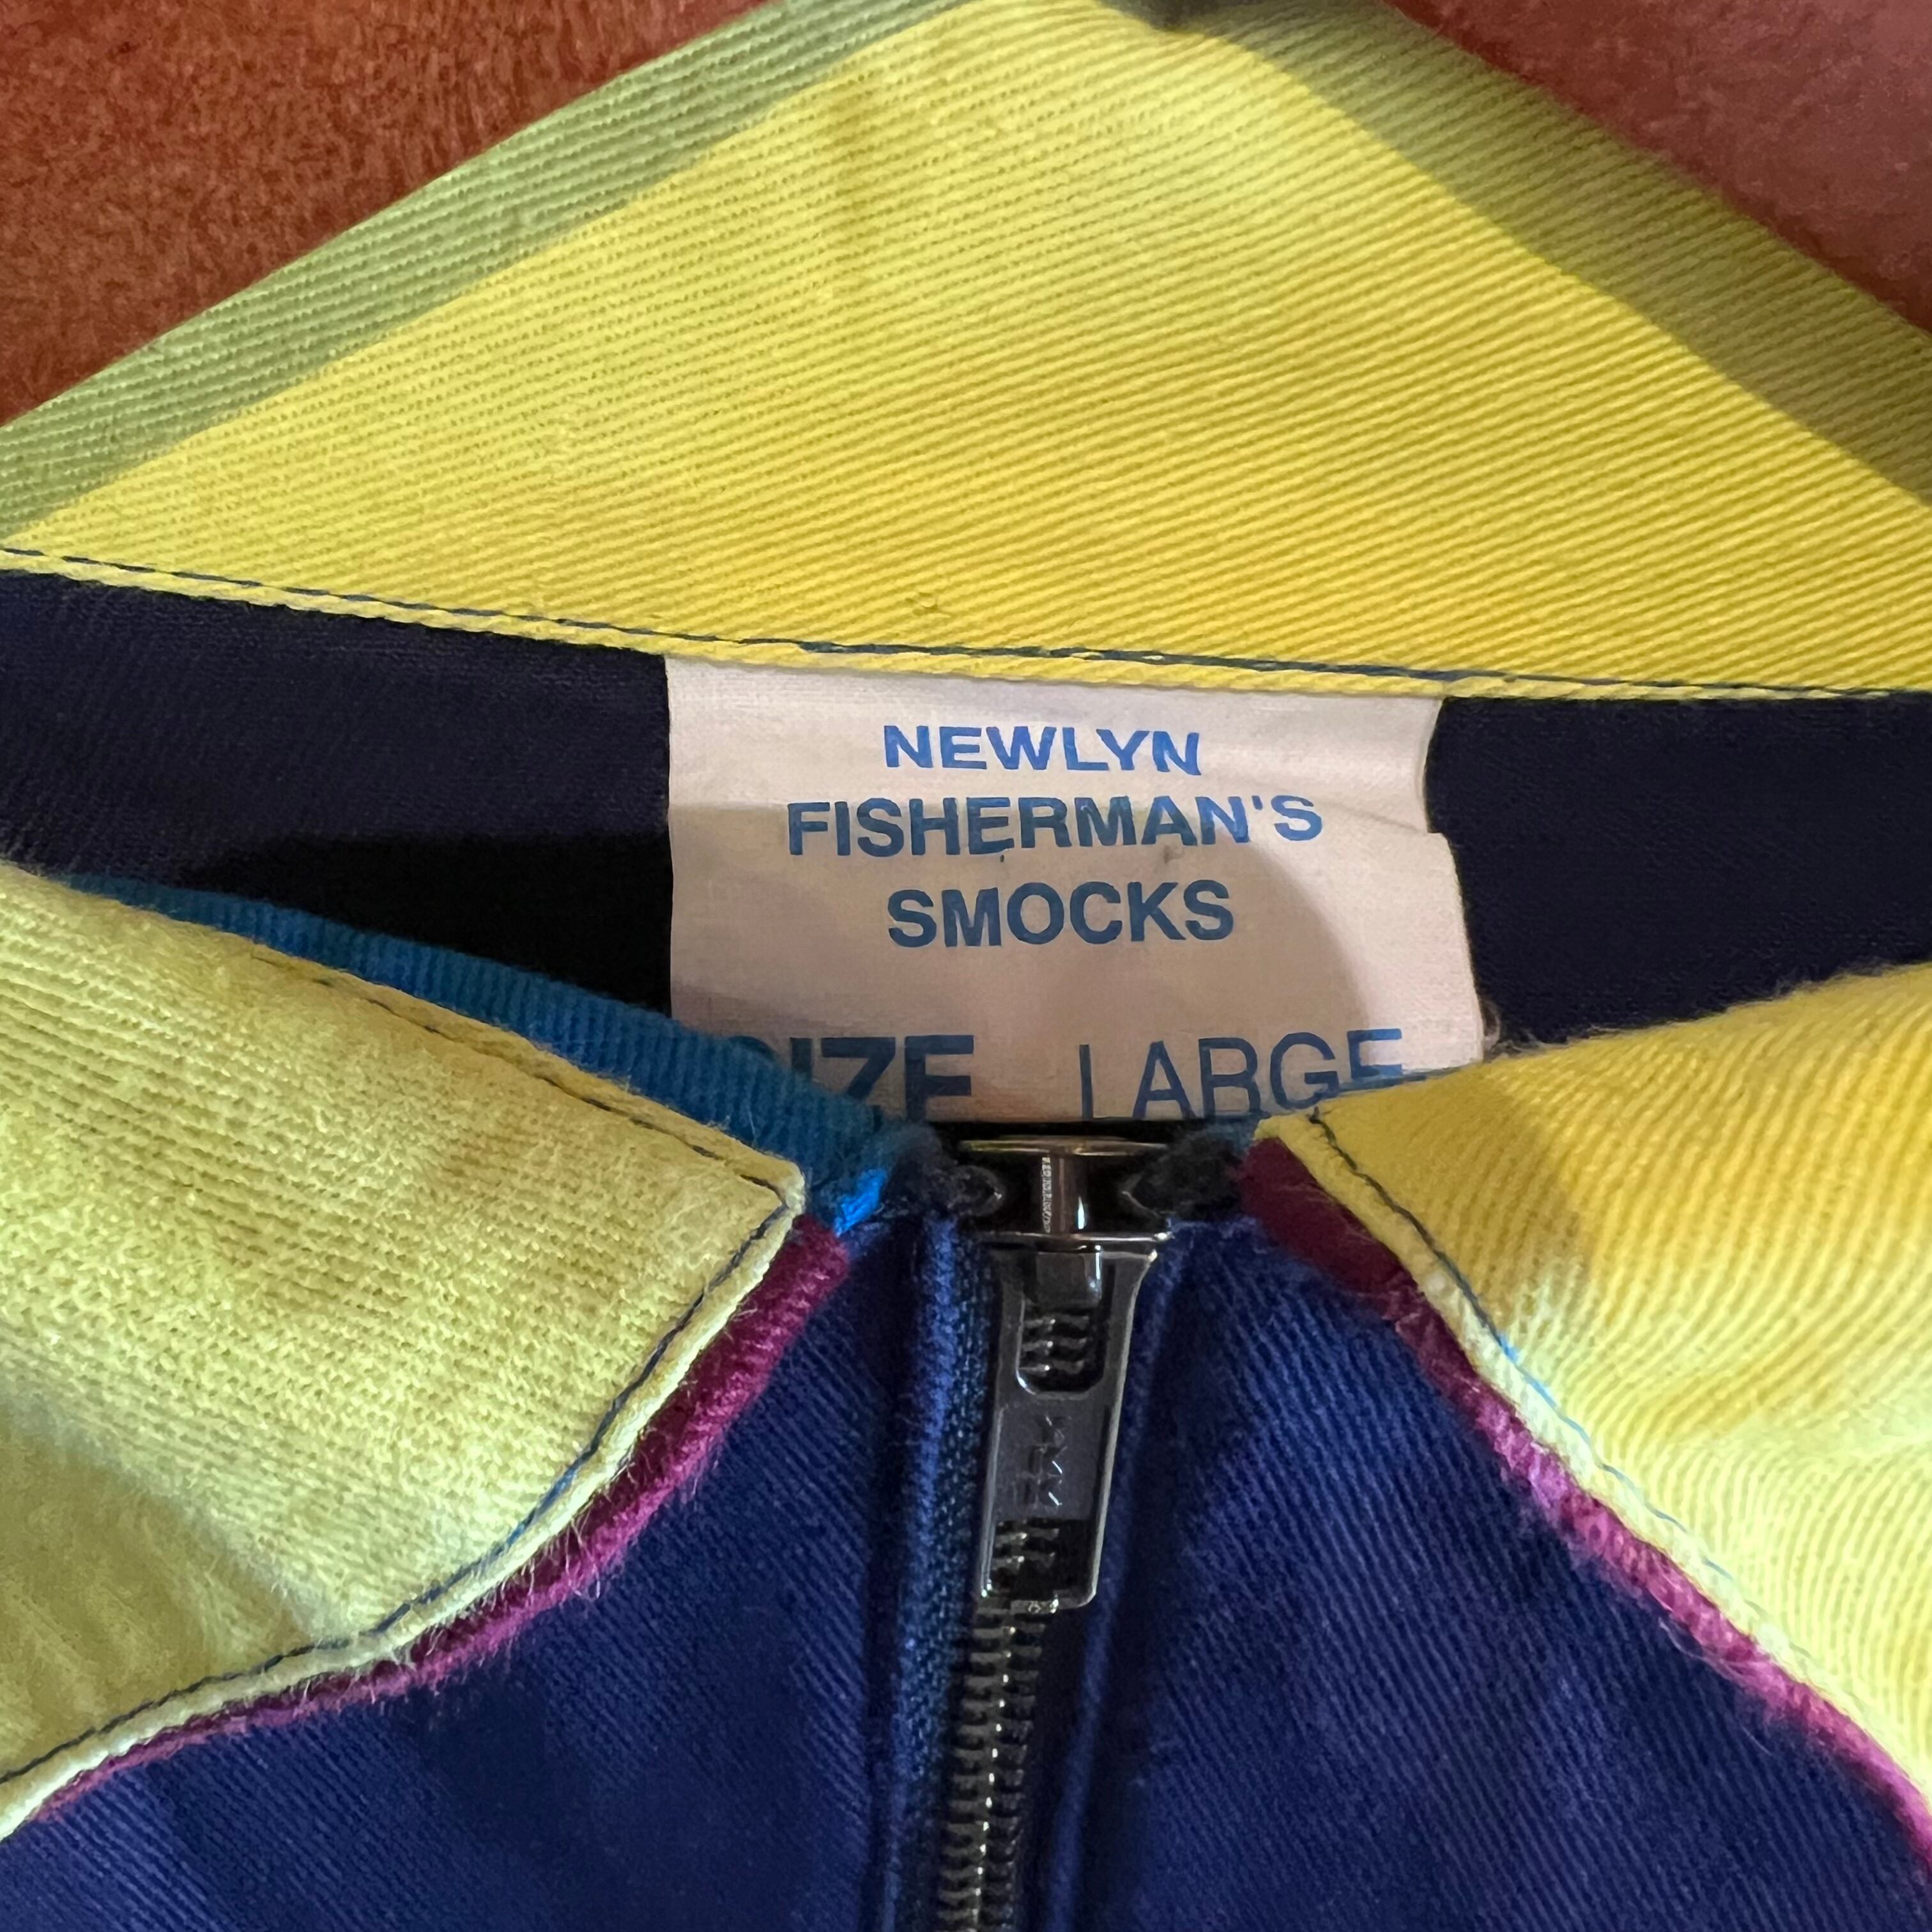 NEWLYN
FISHERMAN'S
SMOCKS
SIZE LARGE